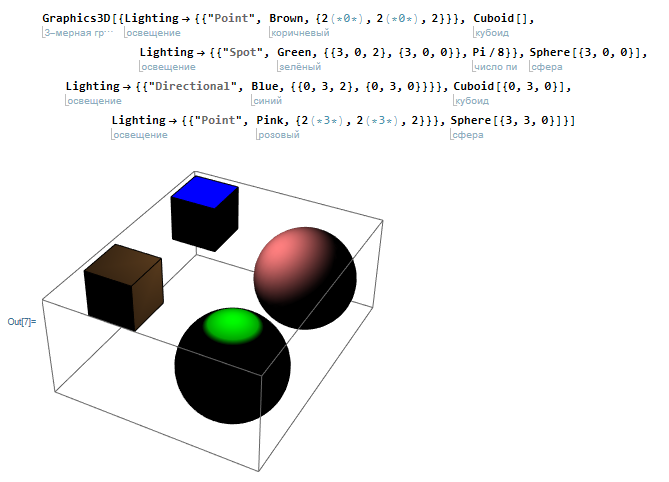 Graphics3D[{Lighting → {{"Point", Brown, {2(*0*), 2(*0*), 2}}}, Cuboid[],
3–мерная гр⋯ освещение коричневый кубоид
Lighting → {{"Spot", Green, {{3, 0, 2}, {3, 0, 0}}, Pi/8}}, Sphere[{3, 0, 0}],
освещение зелёный число пи сфера
Lighting → {{"Directional", Blue, {{0, 3, 2}, {0, 3, 0}}}}, Cuboid[{0, 3, 0}],
освещение синий кубоид
Lighting → {{"Point", Pink, {2(*3*), 2(*3*), 2}}}, Sphere[{3, 3, 0}]}]
освещение розовый сфера
Out[7]=